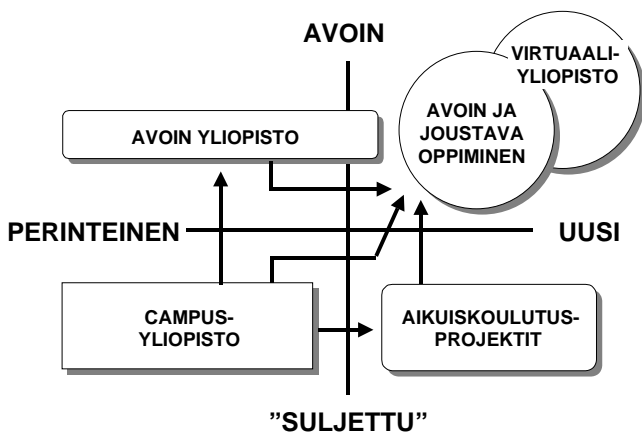 AVOIN
VIRTUAALI-
YLIOPISTO
AVOIN JA
JOUSTAVA
OPPIMINEN
AVOIN YLIOPISTO
PERINTEINEN
UUSI
CAMPUS-
YLIOPISTO
AIKUISKOULUTUS-
PROJEKTIT
”SULJETTU”